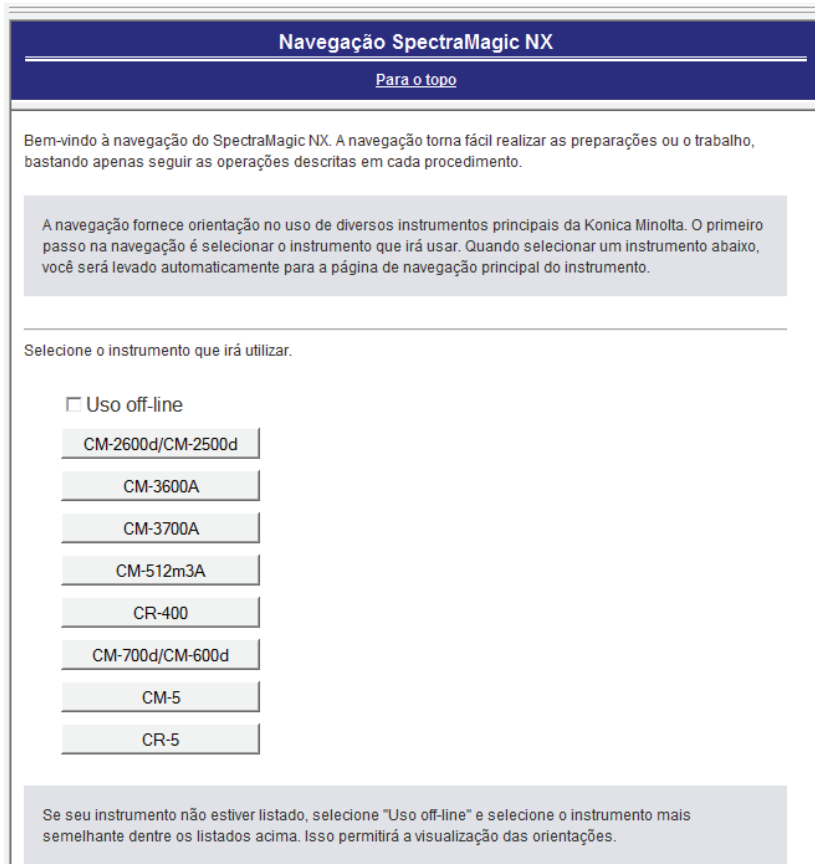 Navegação SpectraMagic NX
Para o topo
Bem-vindo à navegação do SpectraMagic NX. A navegação torna fácil realizar as preparações ou o trabalho,
bastando apenas seguir as operações descritas em cada procedimento.
A navegação fornece orientação no uso de diversos instrumentos principais da Konica Minolta. O primeiro
passo na navegação é selecionar o instrumento que irá usar. Quando selecionar um instrumento abaixo,
você será levado automaticamente para a página de navegação principal do instrumento.
Selecione o instrumento que irá utilizar.
Uso off-line
CM-2600d/CM-2500d
CM-3600A
CM-3700A
CM-512m3A
CR-400
CM-700d/CM-600d
CM-5
CR-5
Se seu instrumento não estiver listado, selecione "Uso off-line" e selecione o instrumento mais
semelhante dentre os listados acima. Isso permitirá a visualização das orientações.